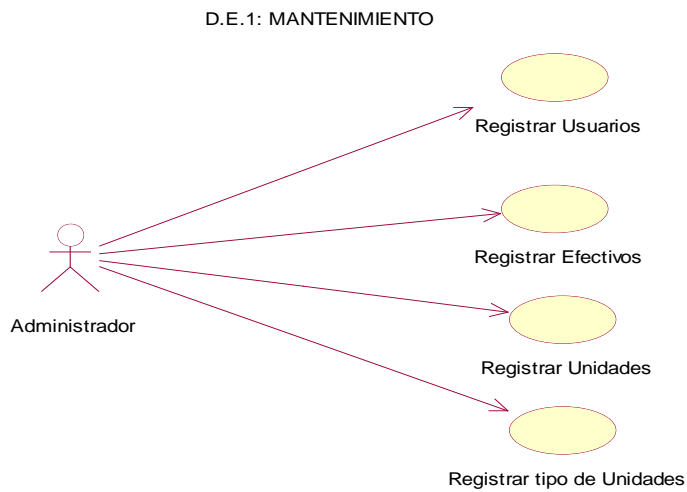 D.E.1: MANTENIMIENTO
Registrar Usuarios
Registrar Efectivos
Administrador
Registrar Unidades
Registrar tipo de Unidades